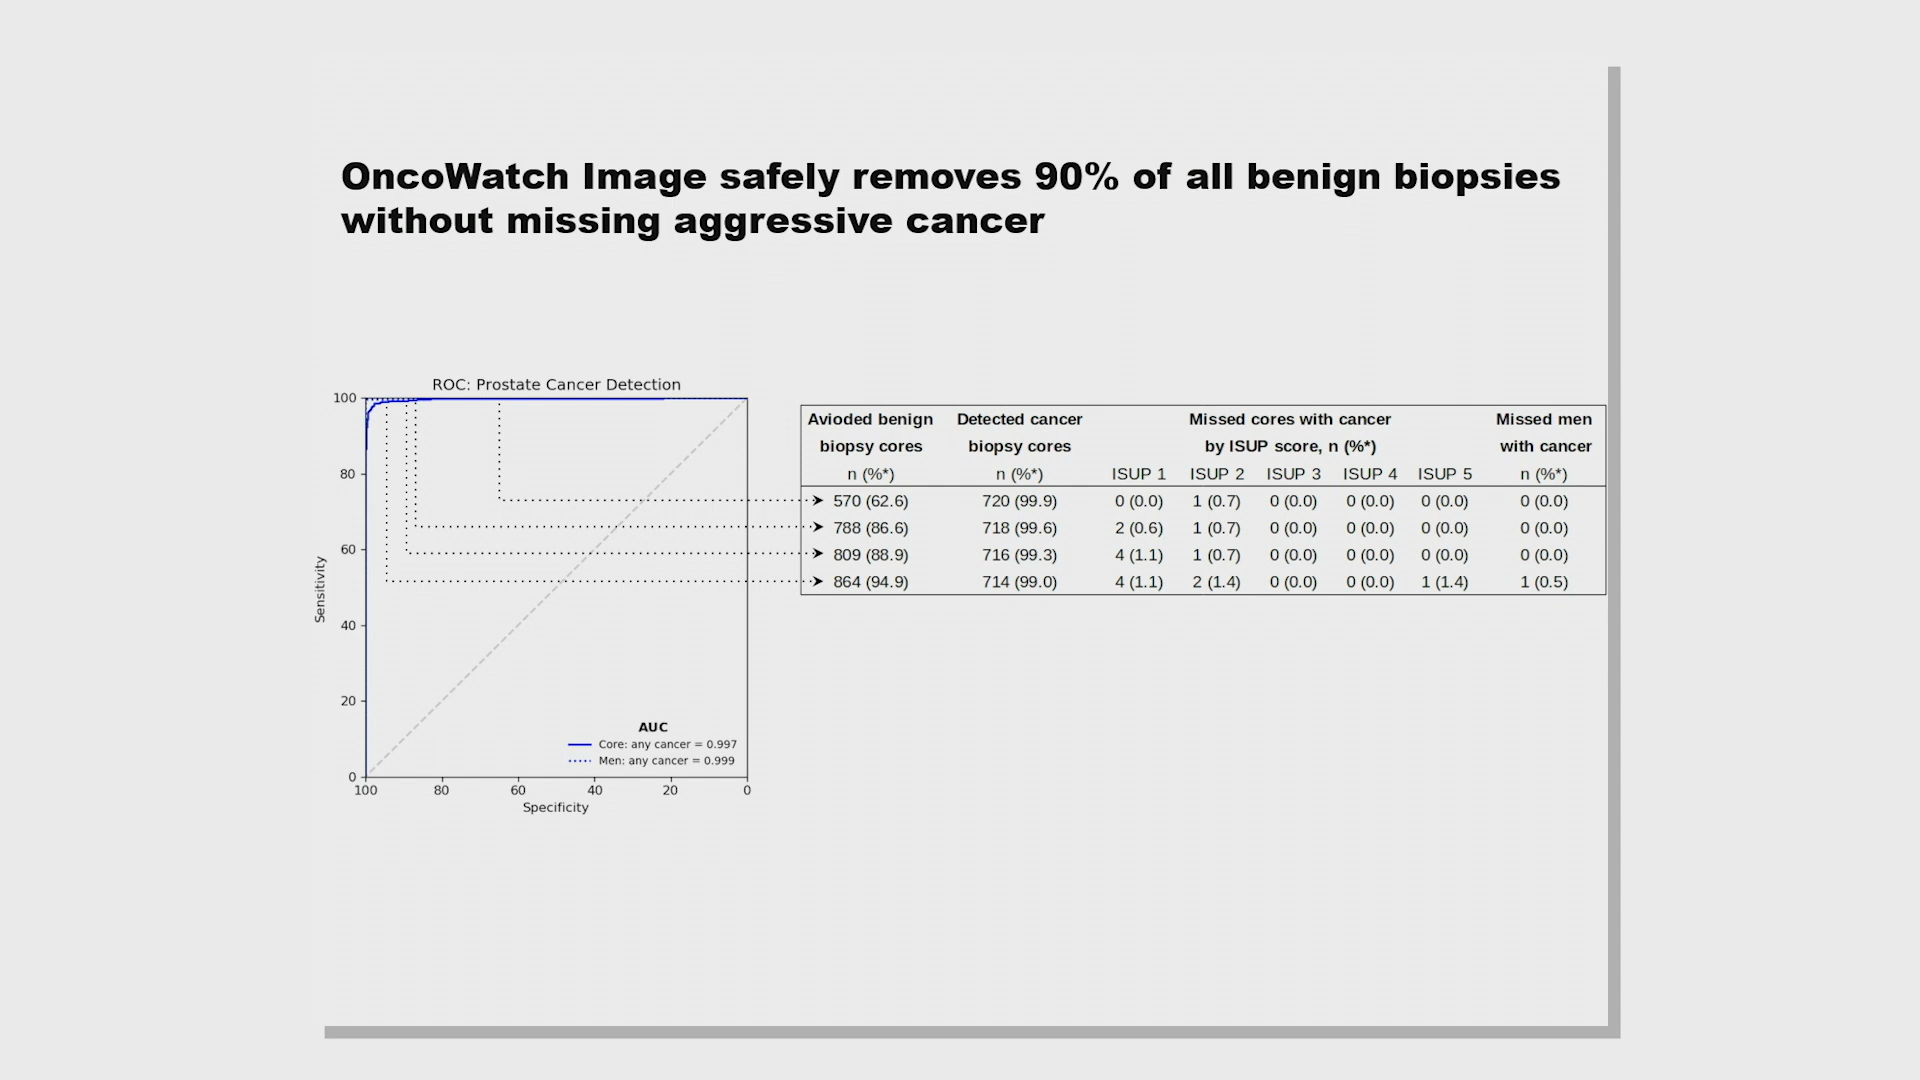 OncoWatch Image safely removes 90% of all benign biopsies
without missing aggressive cancer
ROC: Prostate Cancer Detection
Sensitivity
100
80
60
40
20
0
100 80 60 40 20 0
Specificity
AUC
Core: any cancer = 0.997
Men: any cancer = 0.999
Avioded benign Detected cancer Missed cores with cancer Missed men
biopsy cores biopsy cores by ISUP score, n (%*) with cancer
n (%*) n (%*) ISUP 1 ISUP 2 ISUP 3 ISUP 4 ISUP 5 n (%*)
570 (62.6) 720 (99.9) 0 (0.0) 1 (0.7) 0 (0.0) 0 (0.0) 0 (0.0) 0 (0.0)
788 (86.6) 718 (99.6) 2 (0.6) 1 (0.7) 0 (0.0) 0 (0.0) 0 (0.0) 0 (0.0)
809 (88.9) 716 (99.3) 4 (1.1) 1 (0.7) 0 (0.0) 0 (0.0) 0 (0.0) 0 (0.0)
864 (94.9) 714 (99.0) 4 (1.1) 2 (1.4) 0 (0.0) 0 (0.0) 1 (1.4) 1 (0.5)